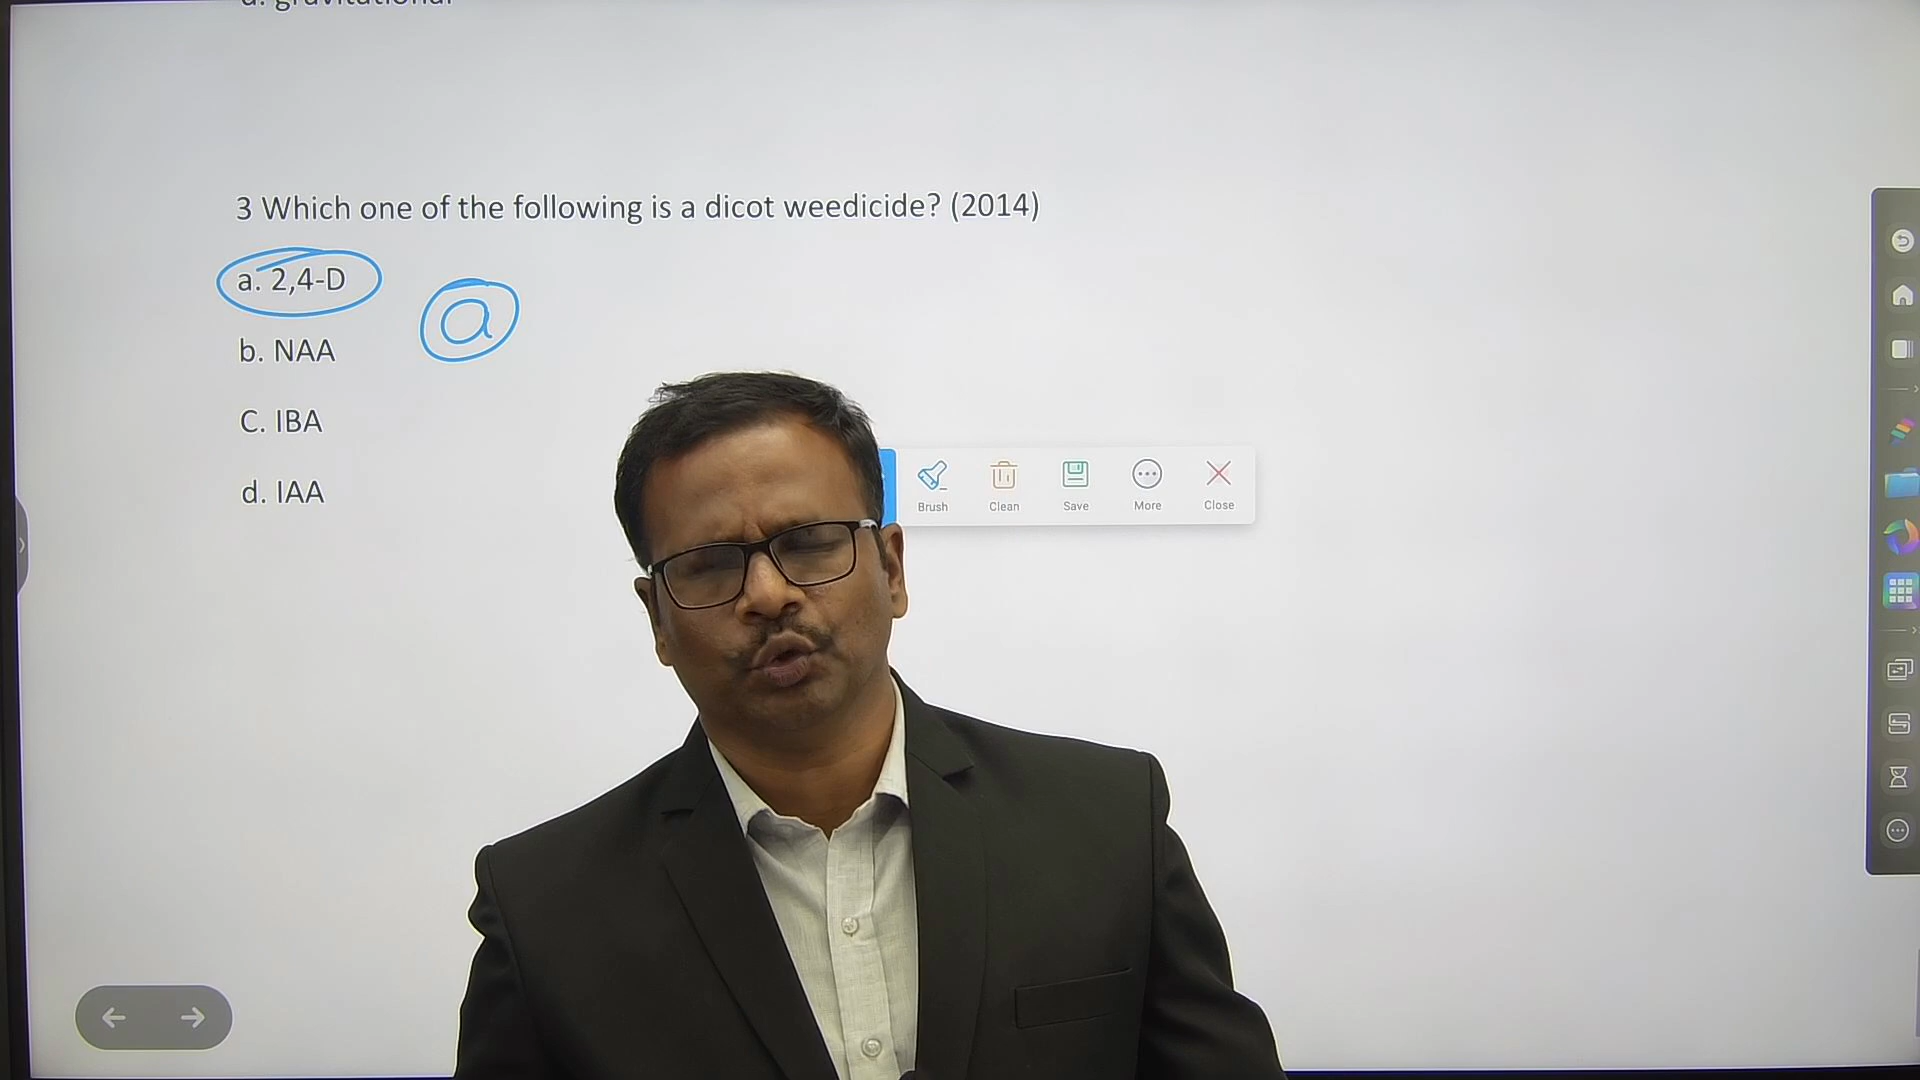 d. gravitational
3 Which one of the following is a dicot weedicide? (2014)
a. 2,4-D
a
b. NAA
C. IBA
d. IAA
Brush
Clean
Save
More
Close